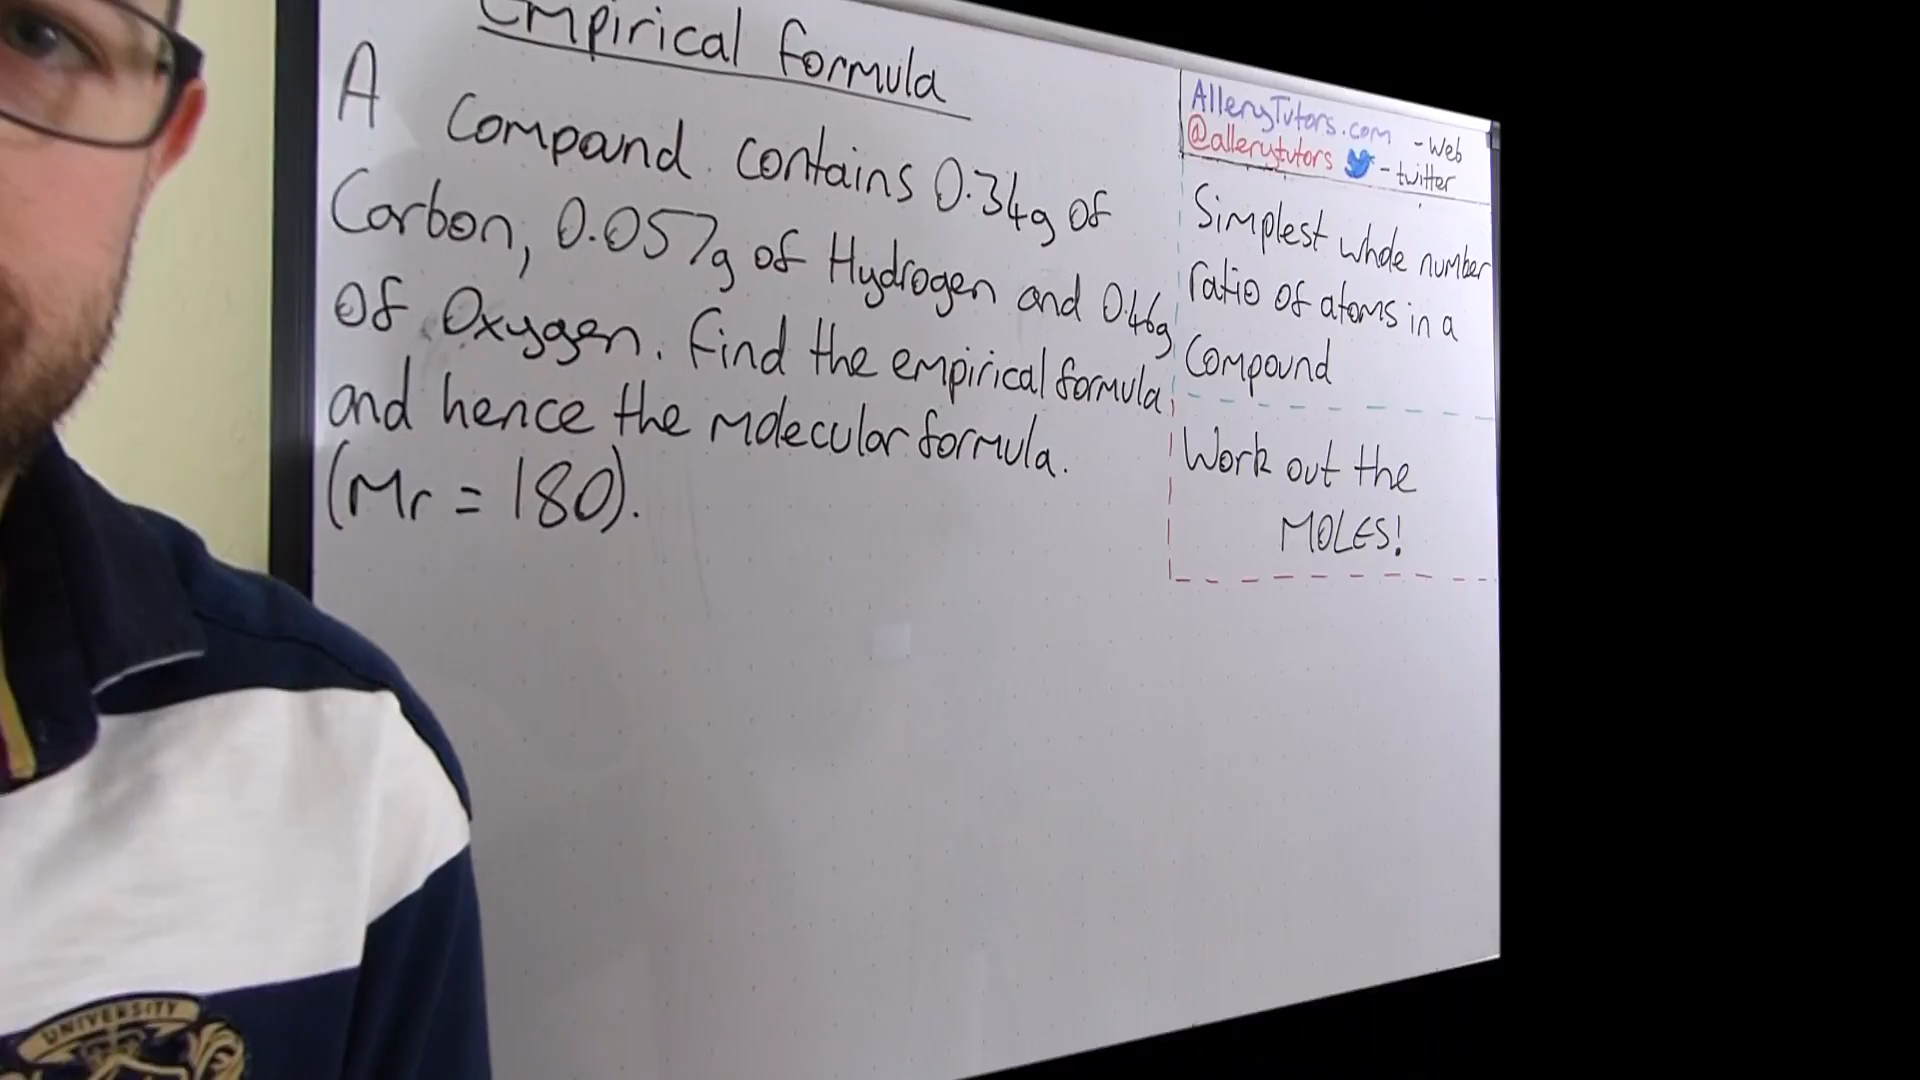 Empirical formula
A Compound contains 0.34g of
Carbon, 0.057g of Hydrogen and 0.46g
of Oxygen. Find the empirical formula
and hence the molecular formula.
(Mr = 180).
AlleryTutors.com - Web
@allerytutors - twitter
Simplest whole number
ratio of atoms in a
Compound
Work out the
MOLES!
UNIVERSITY